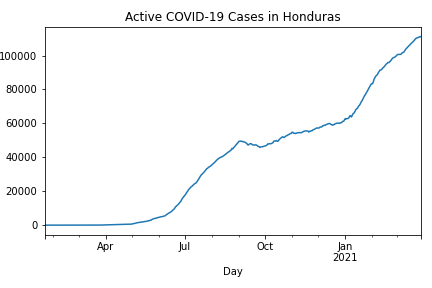 Active COVID-19 Cases in Honduras
100000
80000
60000
40000
20000
0
Apr
Jul
Oct
Jan
2021
Day